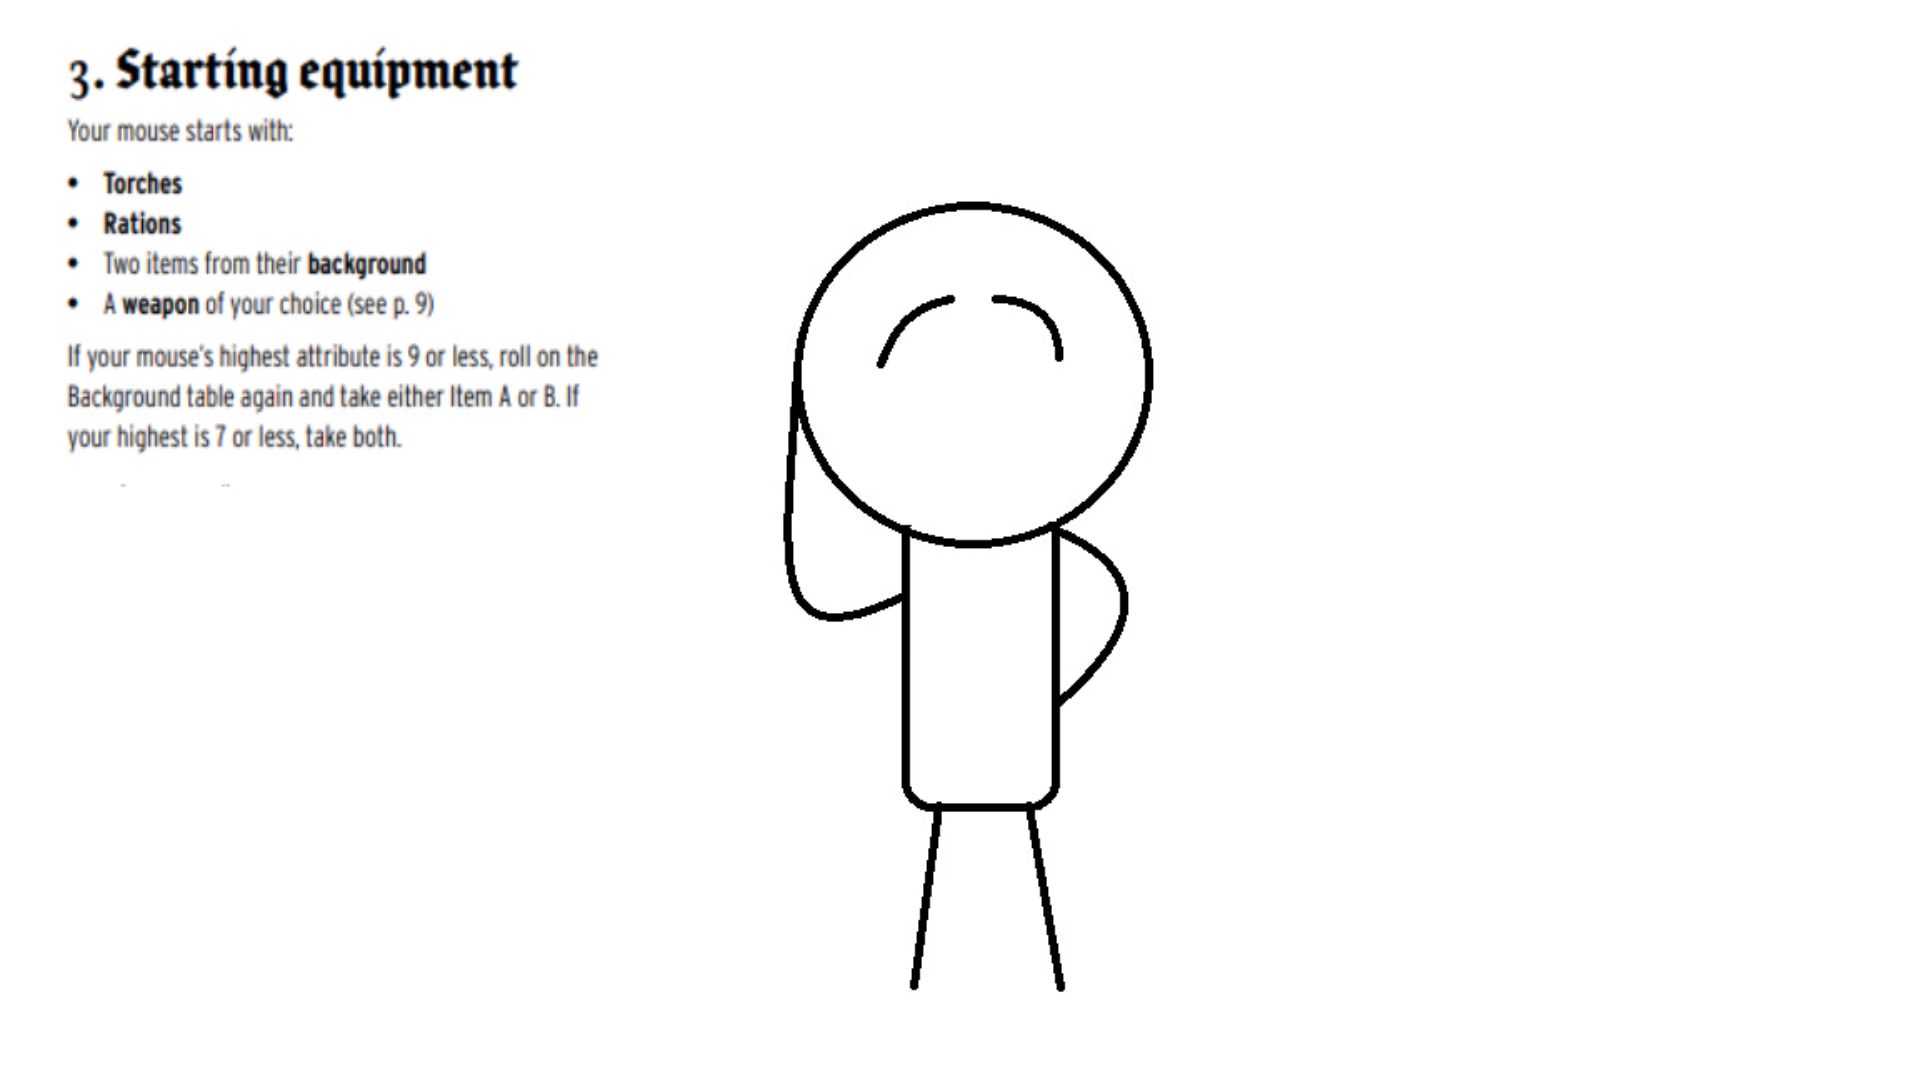 3. Starting equipment
Your mouse starts with:
• Torches
• Rations
• Two items from their background
• A weapon of your choice (see p. 9)
If your mouse's highest attribute is 9 or less, roll on the
Background table again and take either Item A or B. If
your highest is 7 or less, take both.